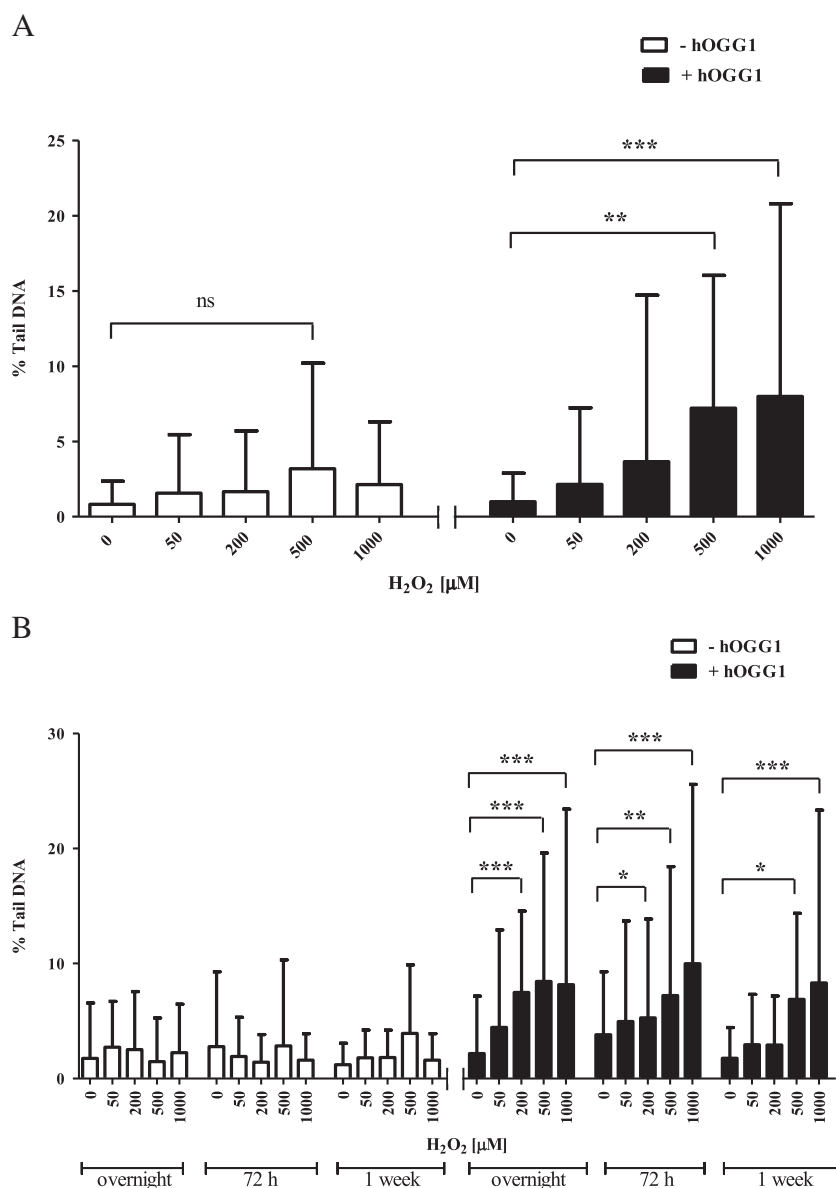 A
- hOGG1
+ hOGG1
25
20
15
10
5
0
% Tail DNA
ns
**
***
0 50 200 500 1000 0 50 200 500 1000
H₂O₂ [μM]
B
- hOGG1
+ hOGG1
30
20
10
0
% Tail DNA
*** *** ***
*** **
*** * *
0 50 200 500 1000 0 50 200 500 1000 0 50 200 500 1000 0 50 200 500 1000 0 50 200 500 1000 0 50 200 500 1000
H₂O₂ [μM]
overnight 72 h 1 week overnight 72 h 1 week